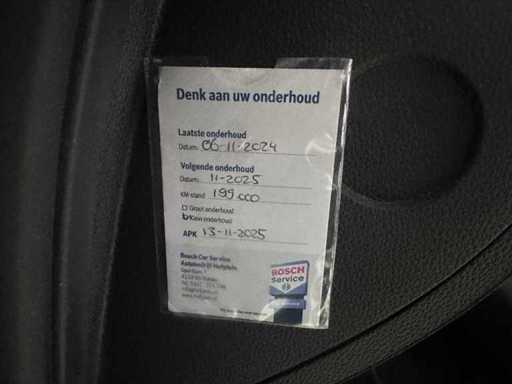 Denk aan uw onderhoud
Laatste onderhoud
Datum: 06-11-2024
Volgende onderhoud
Datum: 11-2025
KM stand: 199.000
Groot onderhoud
Klein onderhoud
APK 13-11-2025
Bosch Car Service
Autobedrijf
BOSCH
Service